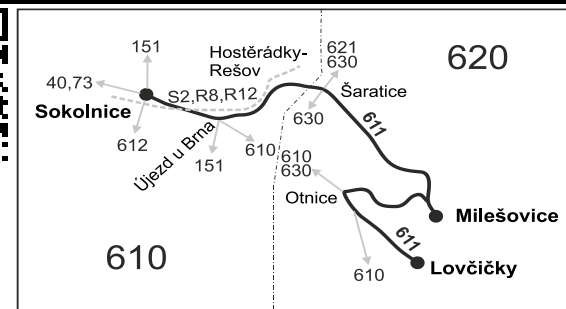 Hostěrádky-
Rešov
151
621
630
620
40,73
Sokolnice
S2,R8,R12
Šaratice
612
Újezd u Brna
151
610
630
611
610
630
Otnice
Milešovice
610
611
610
Lovčičky